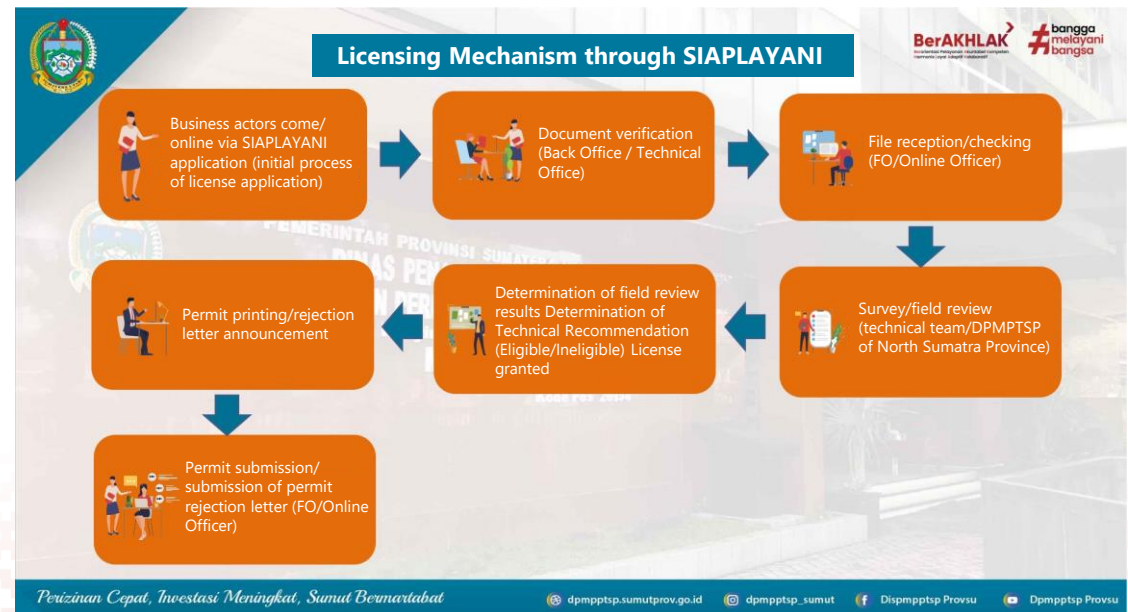 Licensing Mechanism through SIAPLAYANI
BerAKHLAK
# bangga
melayani
bangsa
Business actors come/
online via SIAPLAYANI
application (initial process
of license application)
Document verification
(Back Office / Technical
Office)
File reception/checking
(FO/Online Officer)
PEMERINTAH PROVINSI SUMATE
DINAS PEN
Permit printing/rejection
letter announcement
Determination of field review
results Determination of
Technical Recommendation
(Eligible/Ineligible) License
granted
Survey/field review
(technical team/DPMPTSP
of North Sumatra Province)
Permit submission/
submission of permit
rejection letter (FO/Online
Officer)
Perizinan Cepat, Investasi Meningkat, Sumut Bermartabat
dpmpptsp.sumutprov.go.id
dpmpptsp_sumut
Dispmpptsp Provsu
Dpmpptsp Provsu